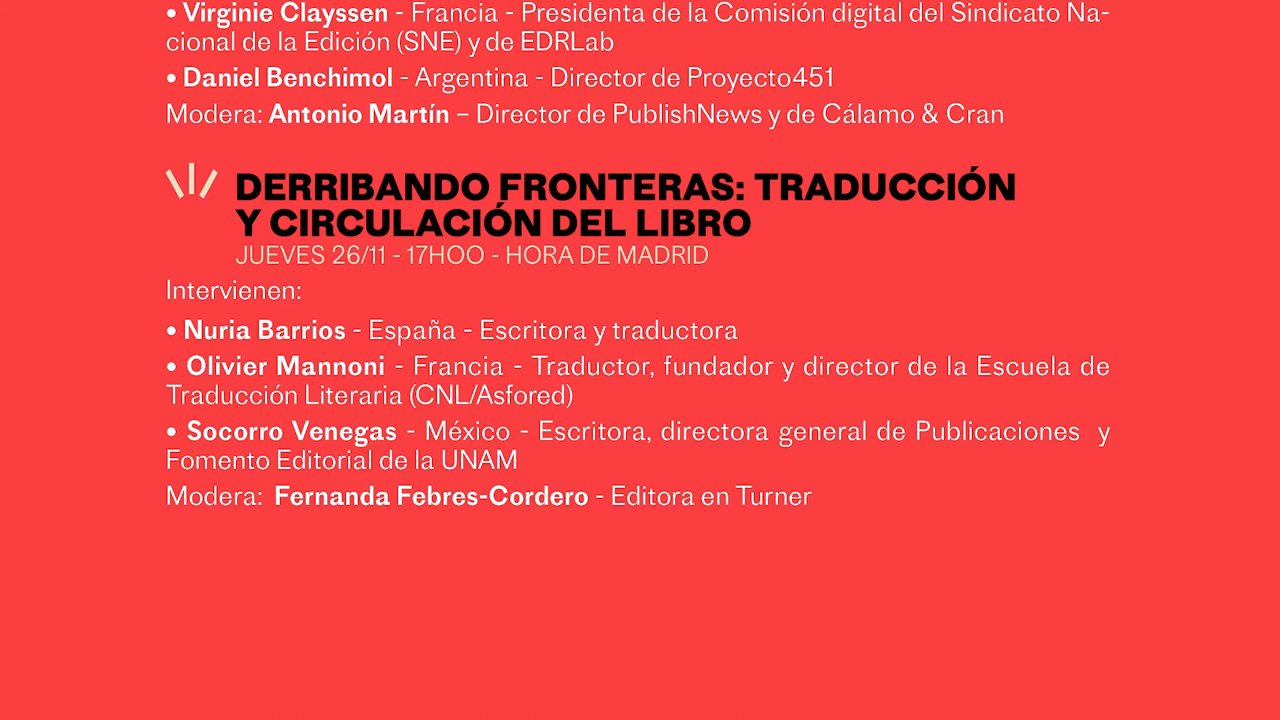 • Virginie Clayssen - Francia - Presidenta de la Comisión digital del Sindicato Na-
cional de la Edición (SNE) y de EDRLab
• Daniel Benchimol - Argentina - Director de Proyecto451
Modera: Antonio Martín – Director de PublishNews y de Cálamo & Cran
DERRIBANDO FRONTERAS: TRADUCCIÓN
Y CIRCULACIÓN DEL LIBRO
JUEVES 26/11 - 17HOO - HORA DE MADRID
Intervienen:
• Nuria Barrios - España - Escritora y traductora
• Olivier Mannoni - Francia - Traductor, fundador y director de la Escuela de
Traducción Literaria (CNL/Asfored)
• Socorro Venegas - México - Escritora, directora general de Publicaciones y
Fomento Editorial de la UNAM
Modera: Fernanda Febres-Cordero - Editora en Turner